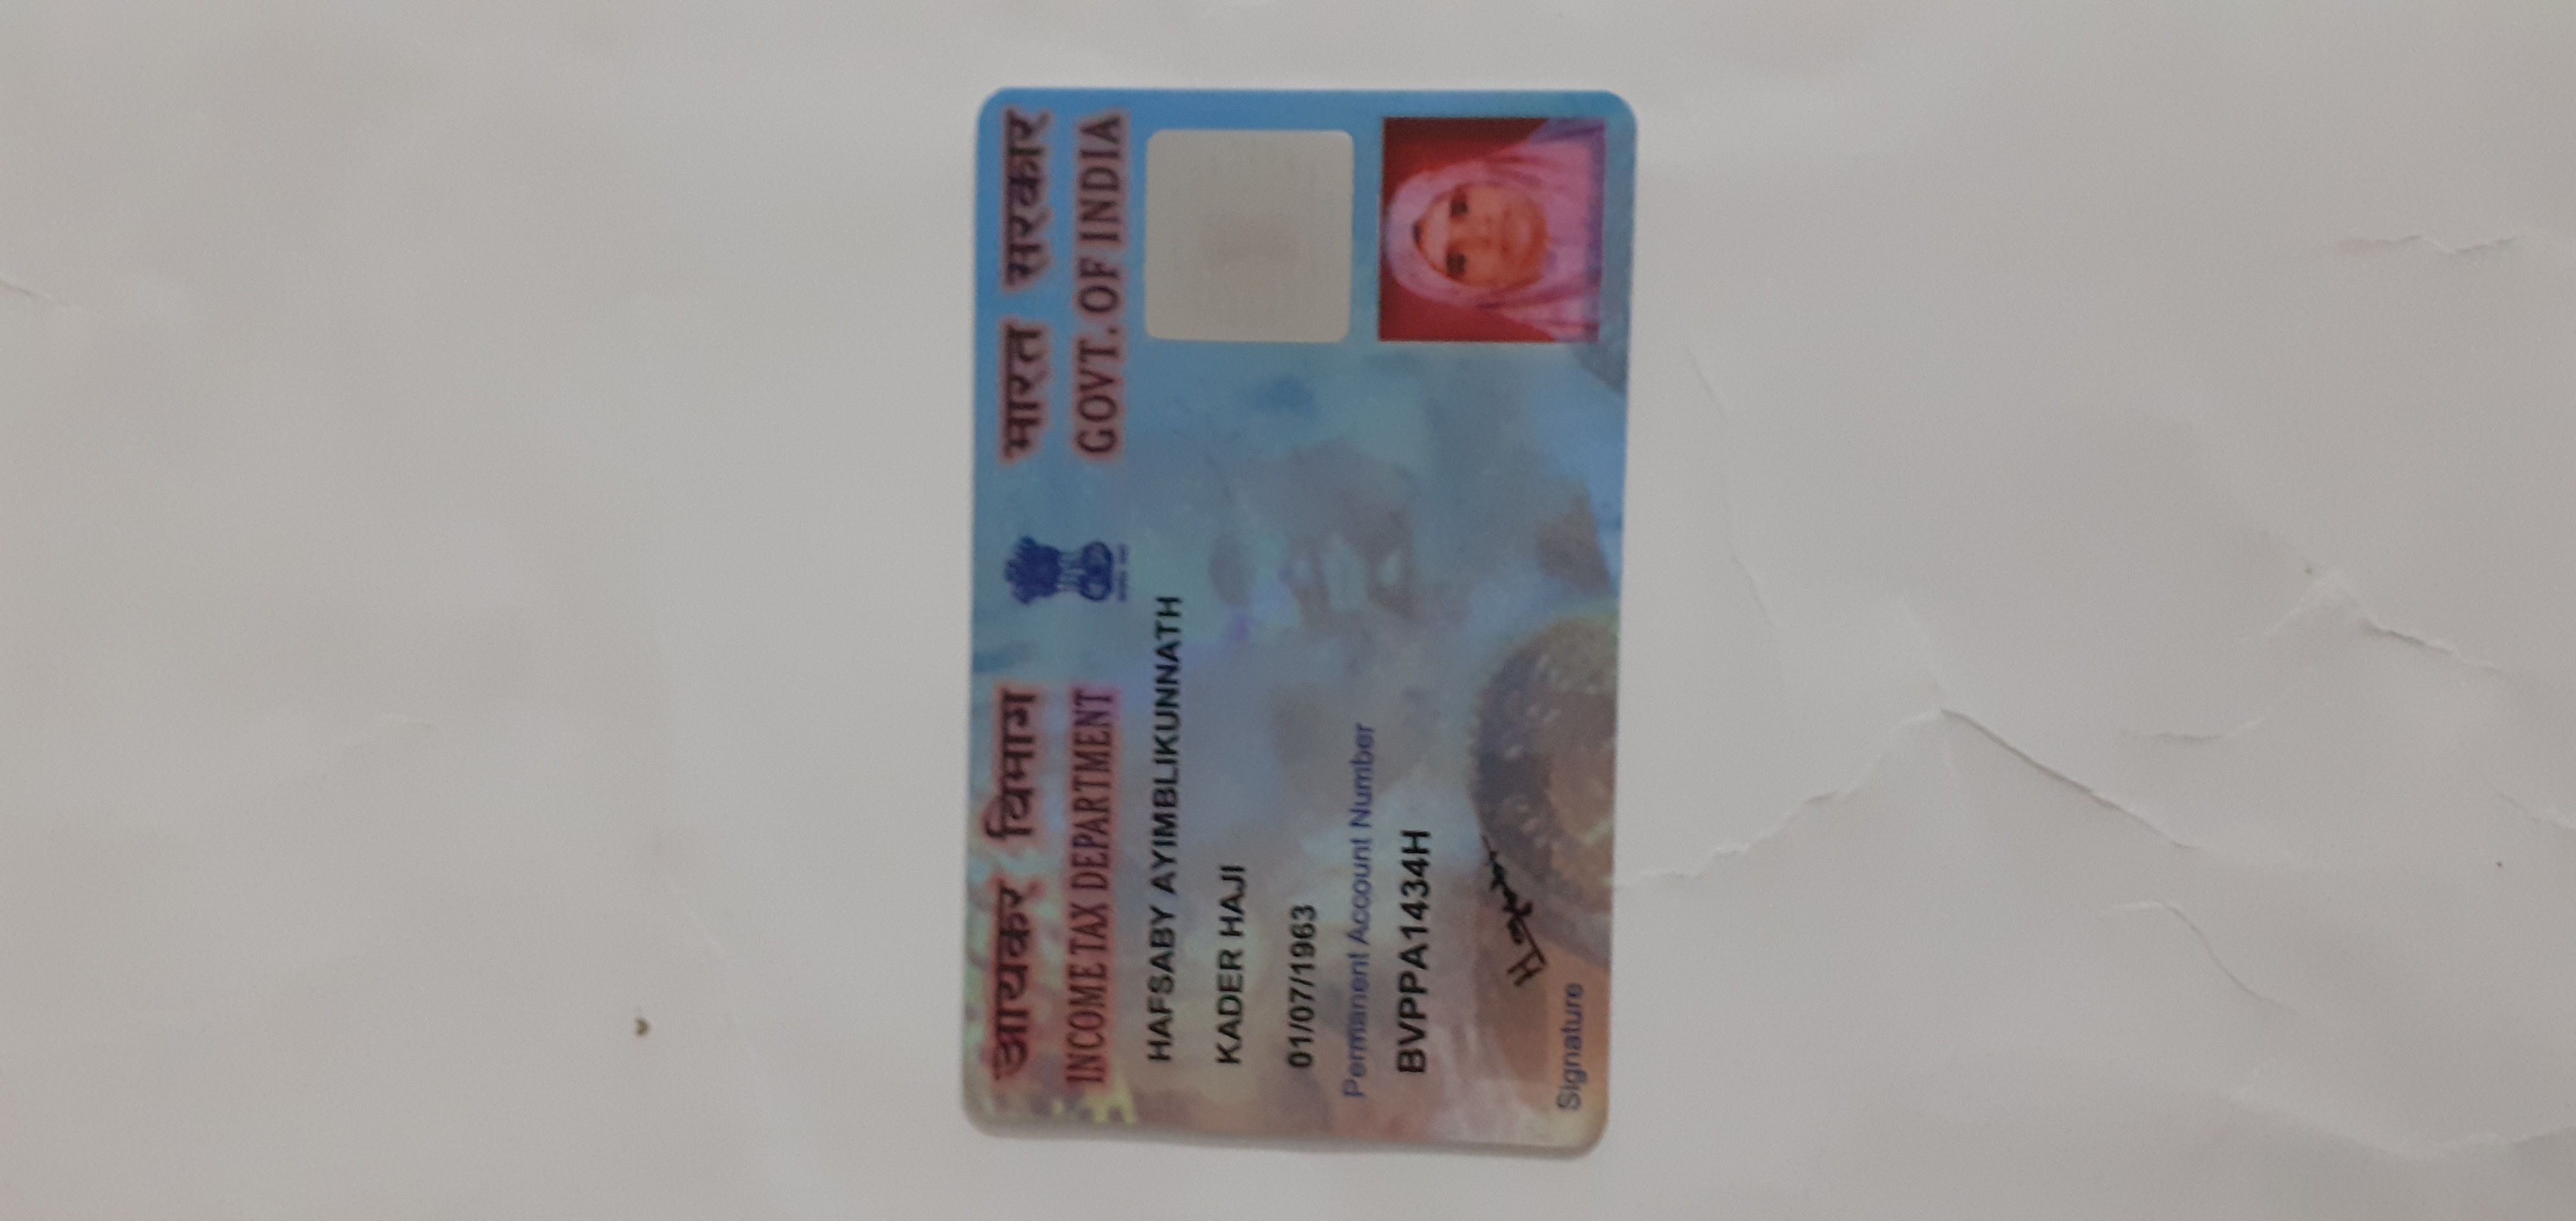 आयकर विभाग
INCOME TAX DEPARTMENT
भारत सरकार
GOVT. OF INDIA
HAFSABY AYIMBLIKUNNATH
KADER HAJI
01/07/1963
Permanent Account Number
BVPPA1434H
Signature